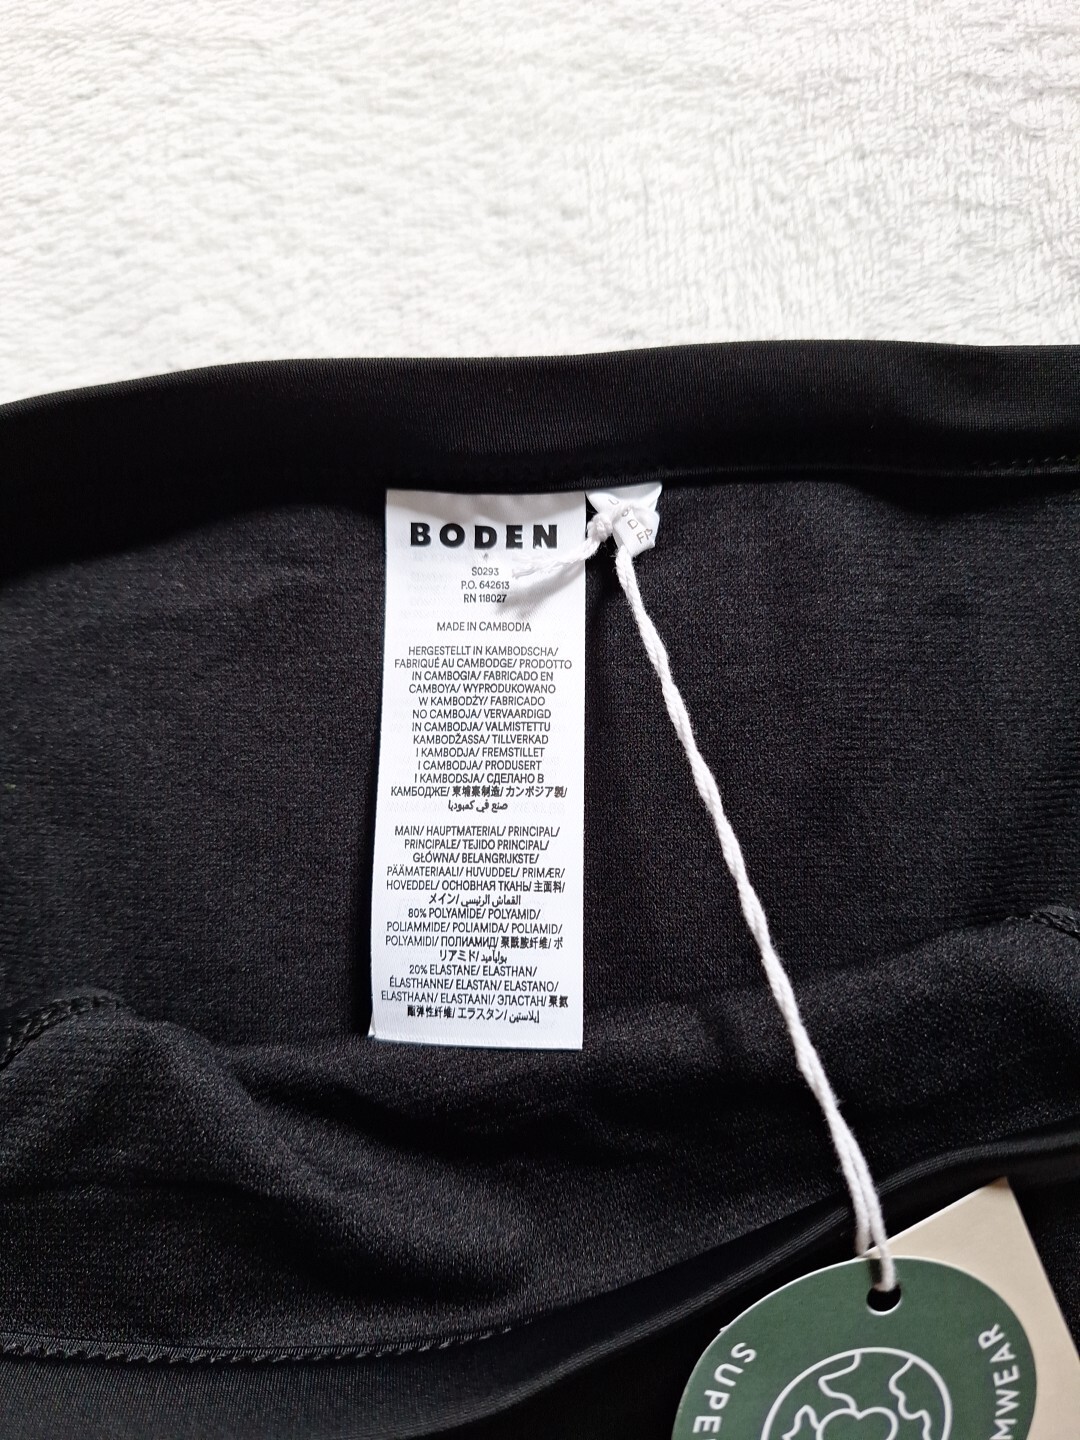 BODEN
S0293
P.O. 642613
RN 118027
MADE IN CAMBODIA
HERGESTELLT IN KAMBODSCHA/
FABRIQUÉ AU CAMBODGE/ PRODOTTO
IN CAMBOGIA/ FABRICADO EN
CAMBOYA/ WYPRODUKOWANO
W KAMBODŻY/ FABRICADO
NO CAMBOJA/ VERVAARDIGD
IN CAMBODJA/ VALMISTETTU
KAMBODŽASSA/ TILLVERKAD
I KAMBODJA/ FREMSTILLET
I CAMBODJA/ PRODUSERT
I KAMBODSJA/ СДЕЛАНО В
КАМБОДЖЕ/ 柬埔寨制造/ カンボジア製/
صنع في كمبوديا
MAIN/ HAUPTMATERIAL/ PRINCIPAL/
PRINCIPALE/ TEJIDO PRINCIPAL/
GŁÓWNA/ BELANGRIJKSTE/
PÄÄMATERIAALI/ HUVUDDEL/ PRIMÆR/
HOVEDDEL/ ОСНОВНАЯ ТКАНЬ/ 主面料/
メイン/ القماش الرئيسي/
80% POLYAMIDE/ POLYAMID/
POLIAMMIDE/ POLIAMIDA/ POLIAMID/
POLYAMIDI/ ПОЛИАМИД/ 聚酰胺纤维/ ポ
リアミド/ بولياميد
20% ELASTANE/ ELASTHAN/
ÉLASTHANNE/ ELASTAN/ ELASTANO/
ELASTHAAN/ ELASTAANI/ ЭЛАСТАН/ 聚氨
酯弹性纤维/ エラスタン/ إيلاستين